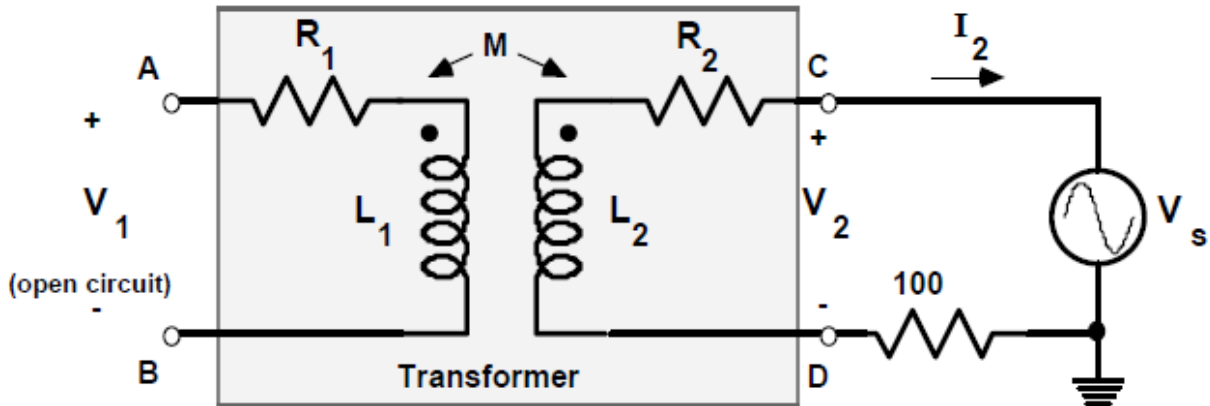 R1 M R2 I2
A C
+ +
V1 L1 L2 V2 Vs
(open circuit) 100
- -
B Transformer D